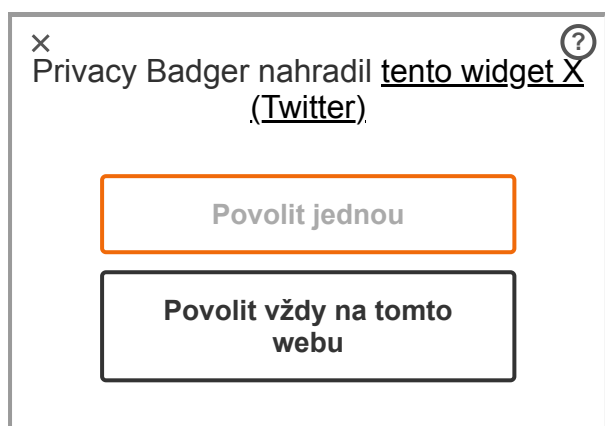 ×
?
Privacy Badger nahradil tento widget X
(Twitter)
Povolit jednou
Povolit vždy na tomto
webu